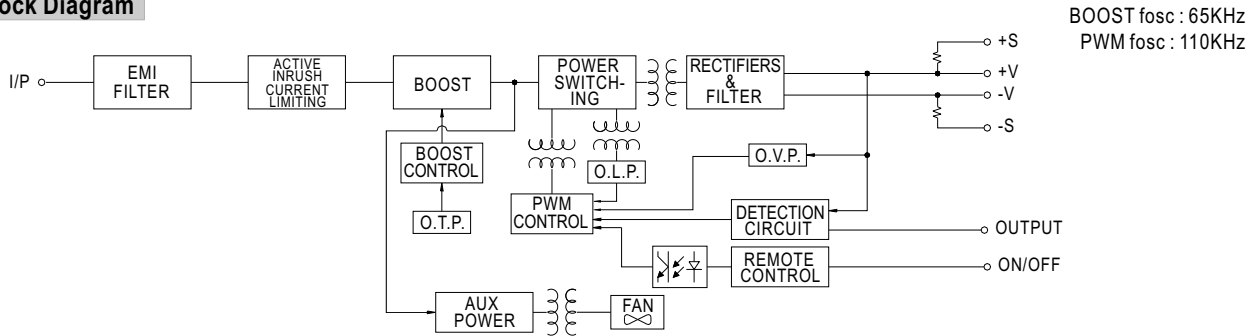 ock Diagram
BOOST fosc : 65KHz
PWM fosc : 110KHz
I/P
EMI
FILTER
ACTIVE
INRUSH
CURRENT
LIMITING
BOOST
POWER
SWITCH-
ING
RECTIFIERS
&
FILTER
+S
+V
-V
-S
BOOST
CONTROL
O.L.P.
O.V.P.
O.T.P.
PWM
CONTROL
DETECTION
CIRCUIT
OUTPUT
REMOTE
CONTROL
ON/OFF
AUX
POWER
FAN